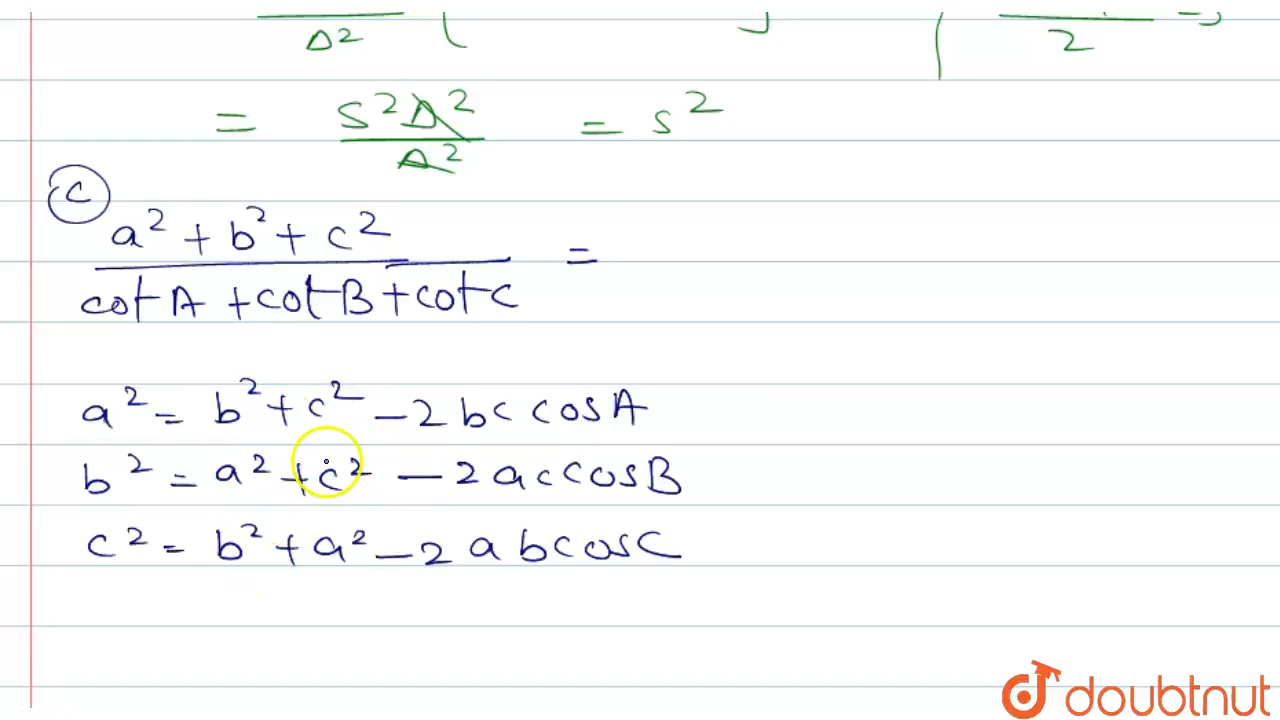 Δ²
2
= S²Δ²/Δ² = s²
C
a² + b² + c²
cot A + cot B + cot C =
a² = b² + c² - 2bc cos A
b² = a² + c² - 2ac cos B
c² = b² + a² - 2ab cos C
doubtnut